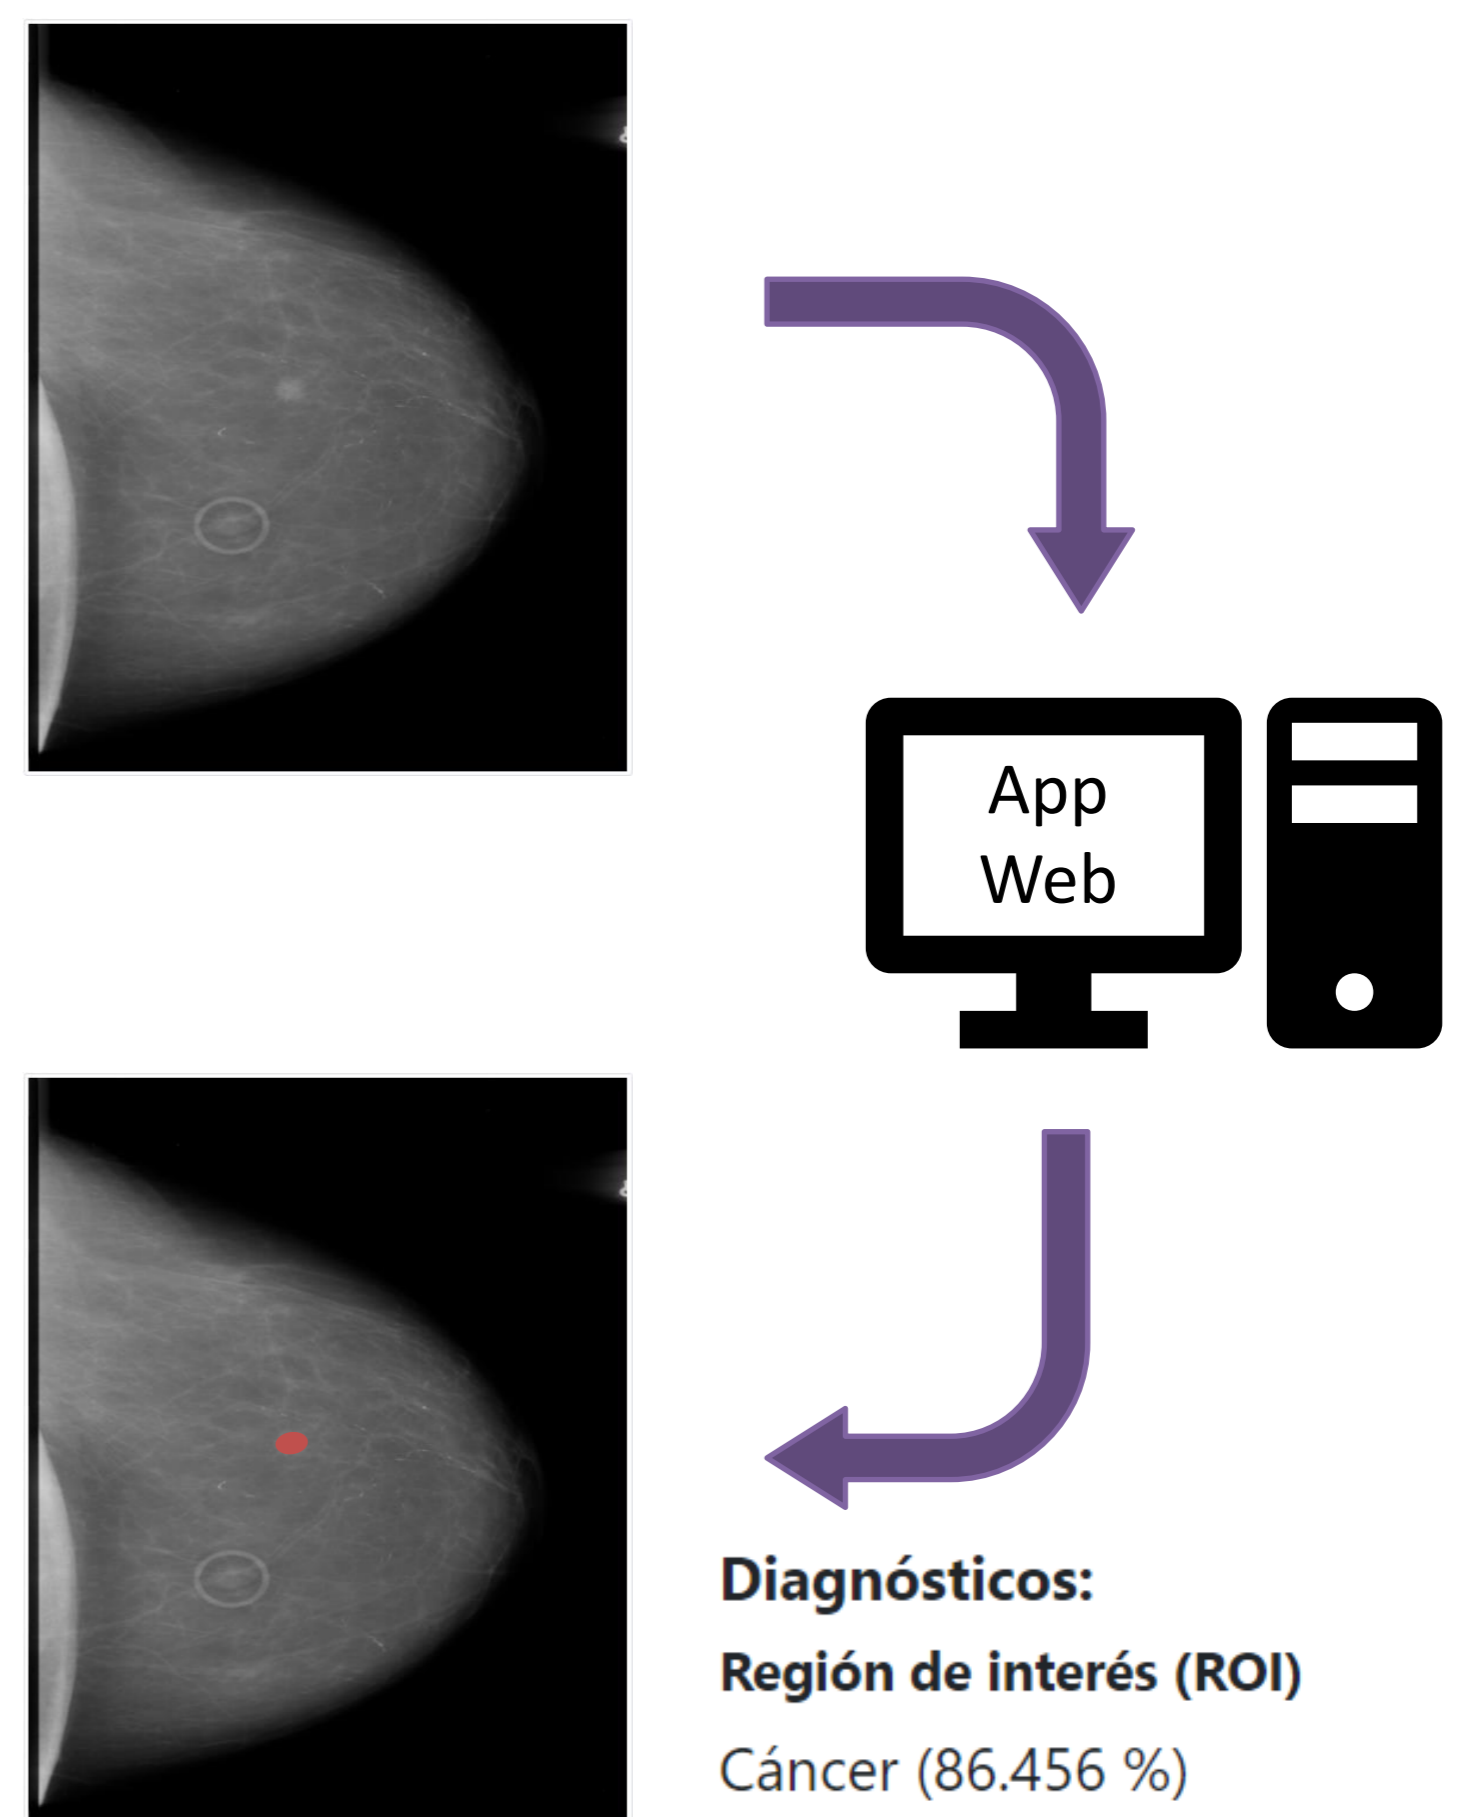 App
Web
Diagnósticos:
Región de interés (ROI)
Cáncer (86.456 %)